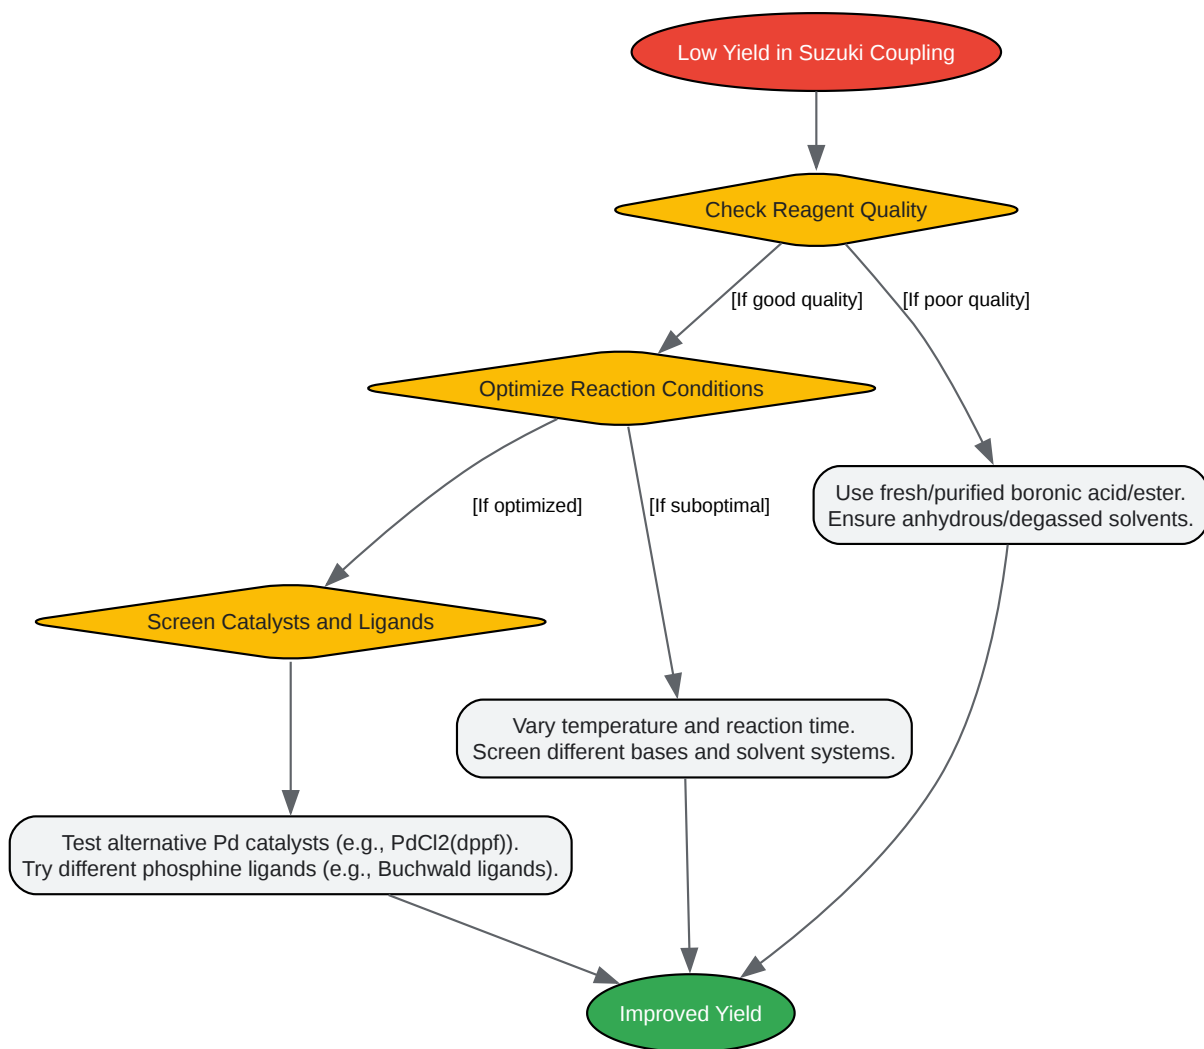 Low Yield in Suzuki Coupling
Check Reagent Quality
[If good quality]
[If poor quality]
Optimize Reaction Conditions
Use fresh/purified boronic acid/ester.
Ensure anhydrous/degassed solvents.
[If optimized]
[If suboptimal]
Screen Catalysts and Ligands
Vary temperature and reaction time.
Screen different bases and solvent systems.
Test alternative Pd catalysts (e.g., PdCl2(dppf)).
Try different phosphine ligands (e.g., Buchwald ligands).
Improved Yield